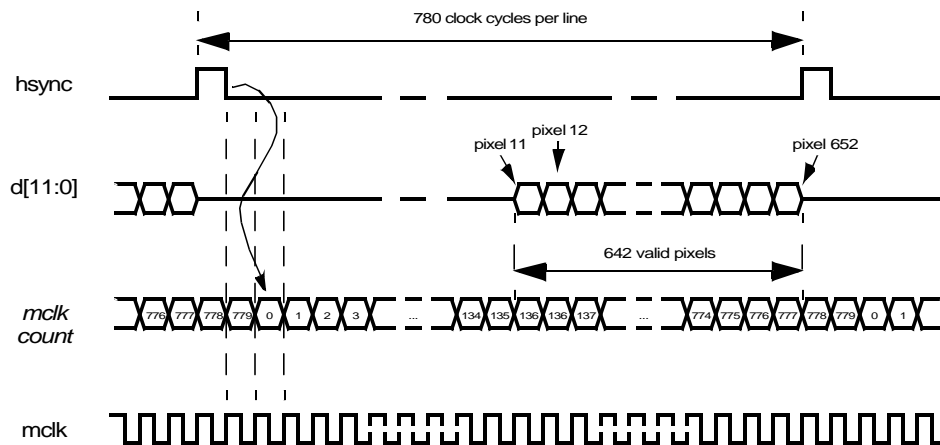 780 clock cycles per line
hsync
pixel 12
pixel 11
pixel 652
d[11:0]
642 valid pixels
mclk
count
776 777 778 779 0 1 2 3 ... 134 135 136 136 137 ... 774 775 776 777 778 779 0 1
mclk